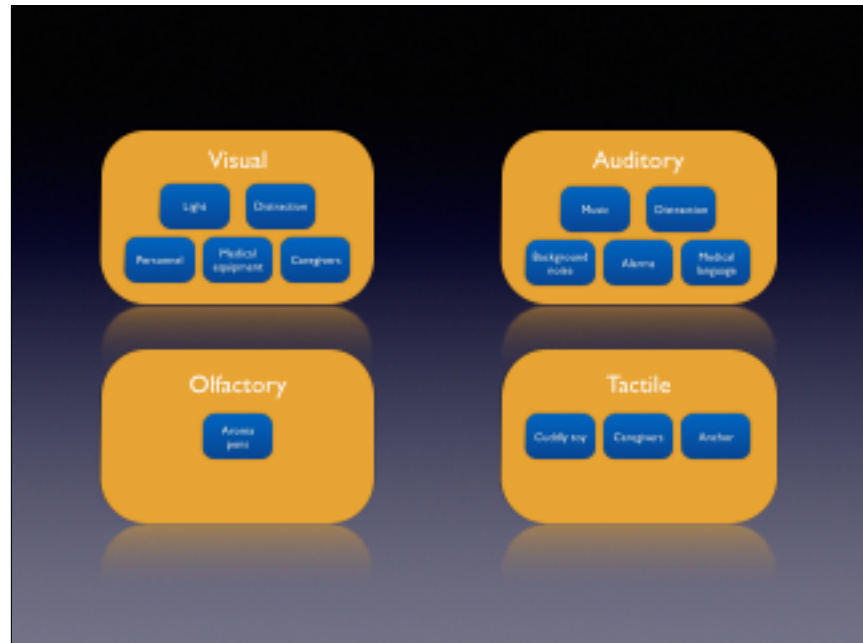 Visual
Light
Distraction
Personnel
Medical
equipment
Caregivers
Auditory
Music
Distraction
Background
noise
Alarms
Medical
language
Olfactory
Aroma
pens
Tactile
Cuddly toy
Caregivers
Anchor